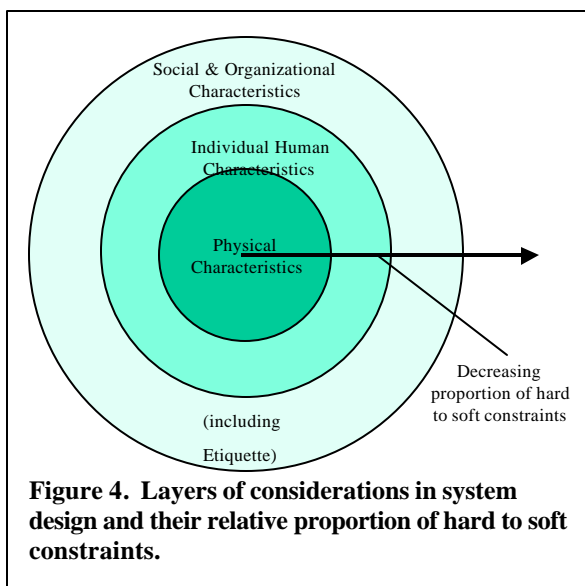 Social & Organizational
Characteristics
Individual Human
Characteristics
Physical
Characteristics
Decreasing
proportion of hard
to soft constraints
(including
Etiquette)
Figure 4. Layers of considerations in system
design and their relative proportion of hard to soft
constraints.